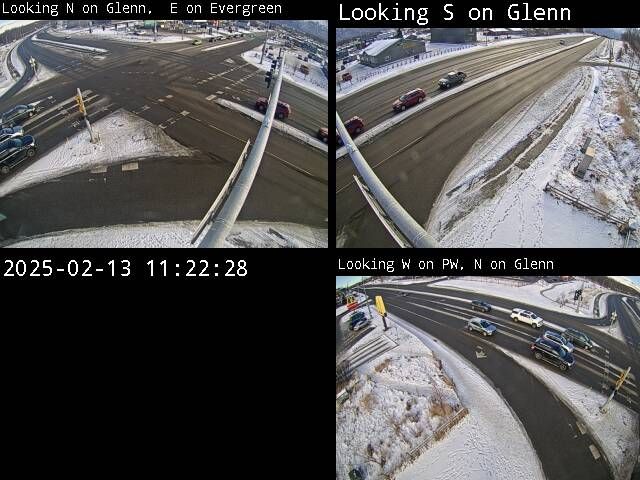 Looking N on Glenn,  E on Evergreen
Looking S on Glenn
2025-02-13 11:22:28
Looking W on PW, N on Glenn